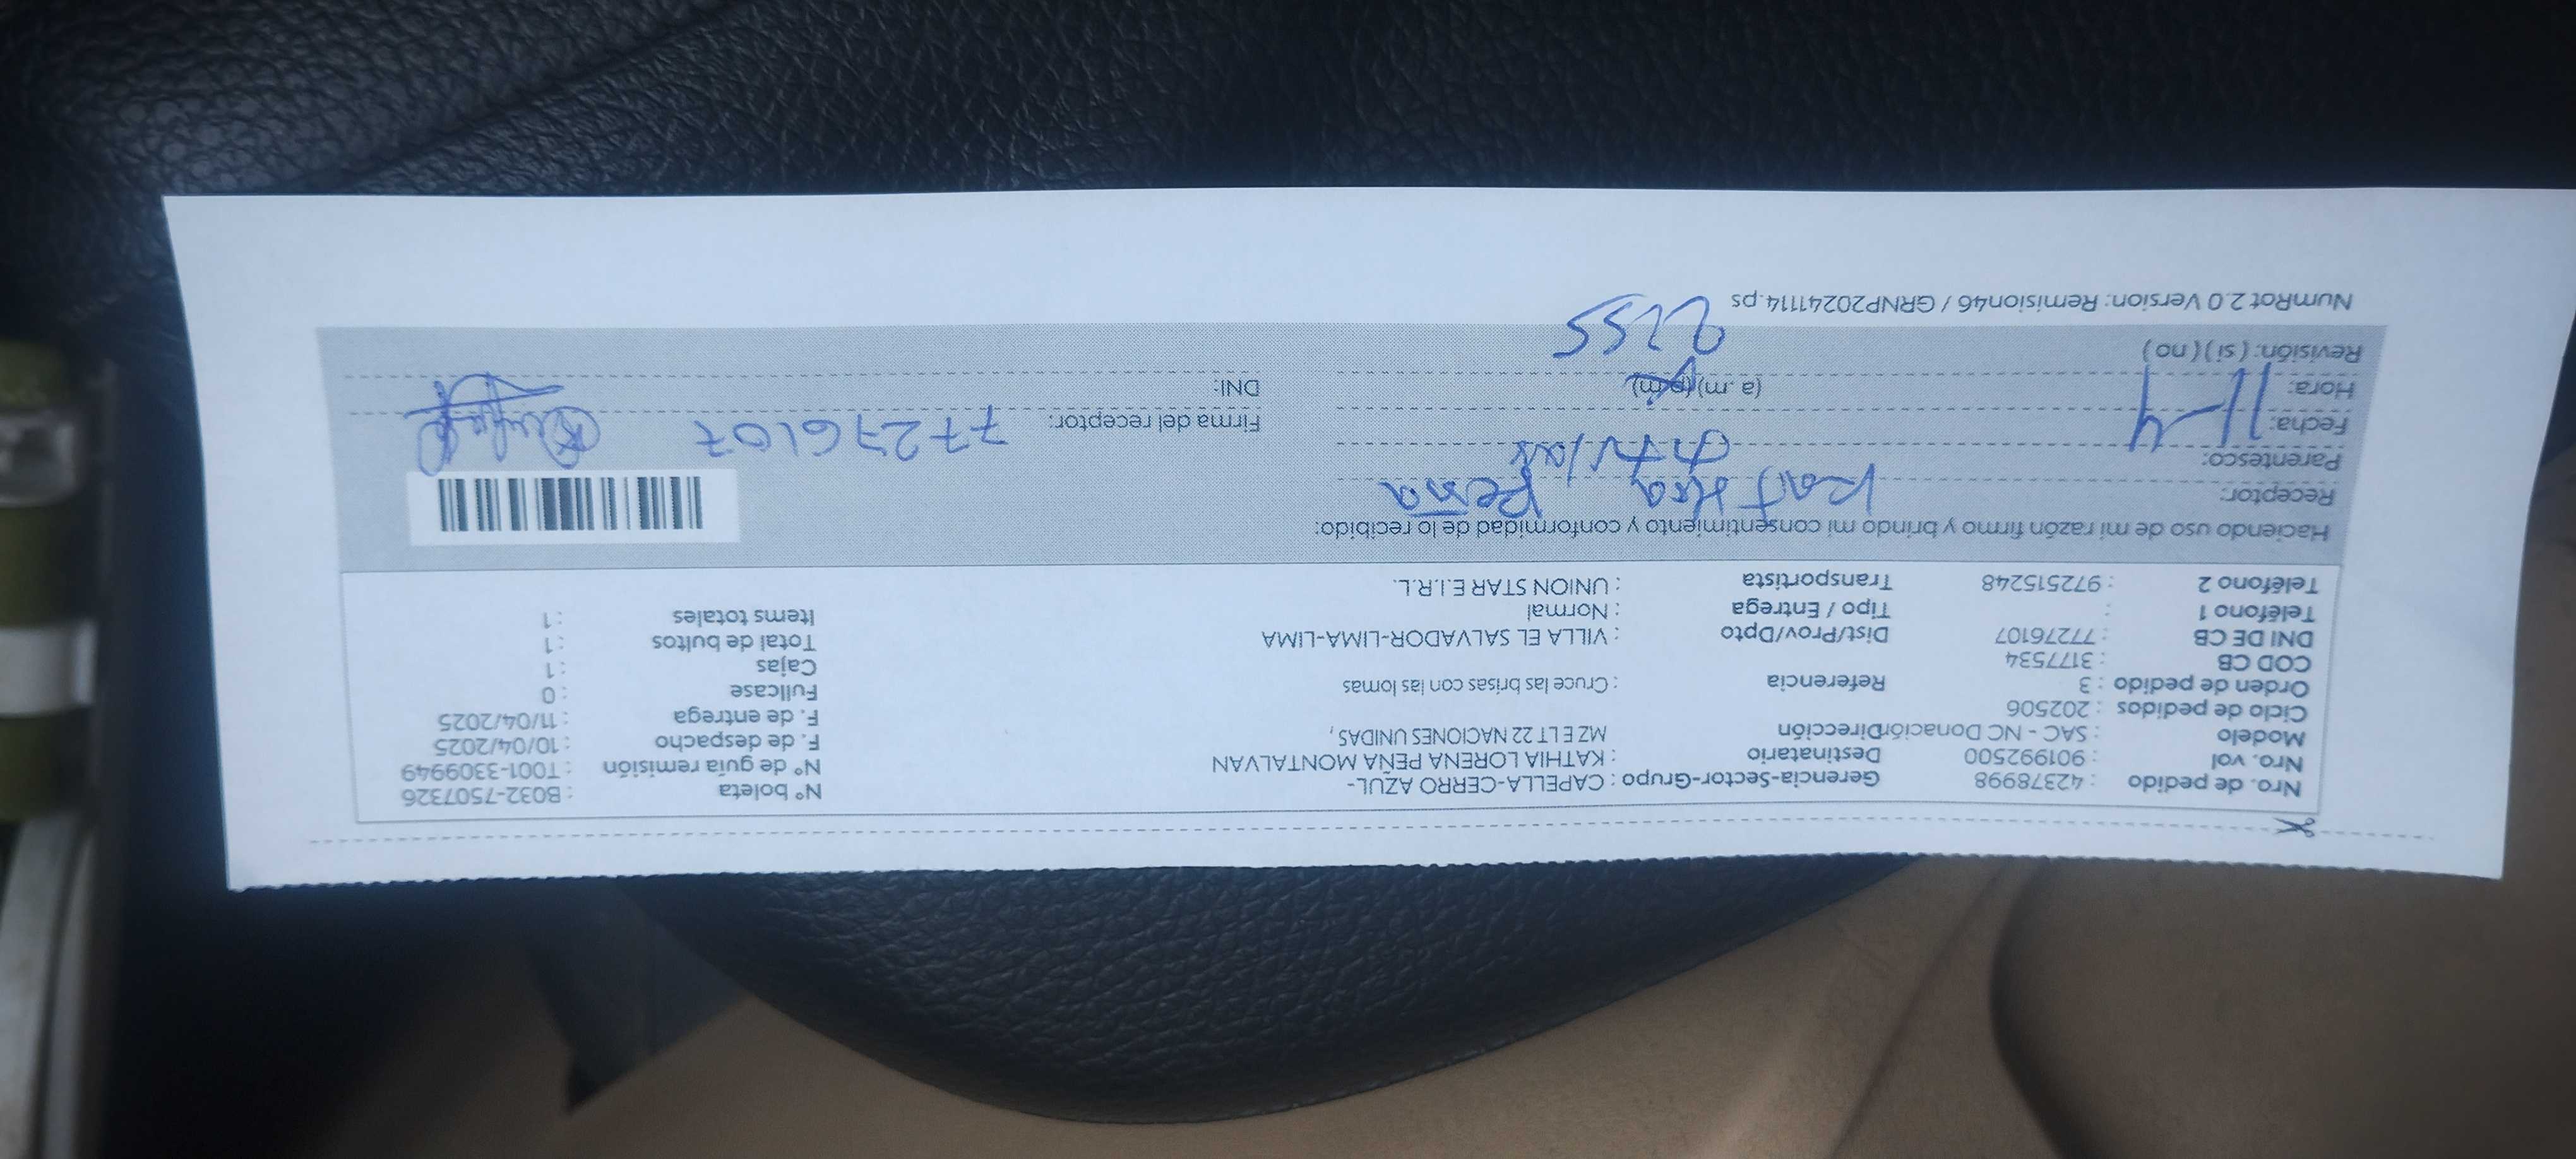 Nro. de pedido : 42378998 Gerencia-Sector-Grupo : CAPELLA-CERRO AZUL- N° boleta : B032-7507326
Nro. vol : 901992500 Destinatario : KATHIA LORENA PEÑA MONTALVAN N° de guía remisión : T001-3309949
Modelo : SAC - NC Donación Dirección MZ E LT 22 NACIONES UNIDAS, F. de despacho : 10/04/2025
Ciclo de pedidos : 202506 F. de entrega : 11/04/2025
Orden de pedido : 3 Referencia : Cruce las brisas con las lomas Fullcase : 0
COD CB : 3177534 Cajas : 1
DNI DE CB : 77276107 Dist/Prov/Dpto : VILLA EL SALVADOR-LIMA-LIMA Total de bultos : 1
Teléfono 1 : Tipo / Entrega : Normal Items totales : 1
Teléfono 2 : 972515248 Transportista : UNION STAR E.I.R.L.
Haciendo uso de mi razón firmo y brindo mi consentimiento y conformidad de lo recibido:
Receptor: Kathia Peña
Parentesco: titular
Fecha: 11-4 Firma del receptor: 77276107
Hora: (a.m) (p.m) DNI:
Revisión: ( si ) ( no ) 2255
NumRot 2.0 Version: Remision46 / GRNP20241114.ps